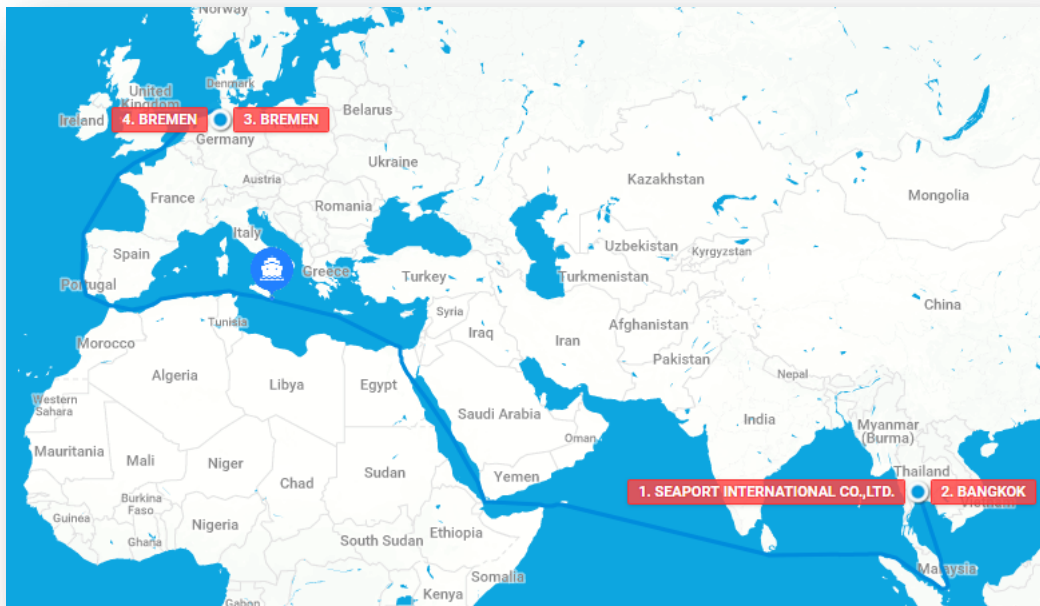 Norway
Denmark
United
Kingdom
Ireland
4. BREMEN
3. BREMEN
Belarus
Germany
Ukraine
Austria
France
Kazakhstan
Mongolia
Romania
Italy
Spain
Uzbekistan
Kyrgyzstan
Greece
Turkey
Turkmenistan
Portugal
China
Syria
Tunisia
Afghanistan
Iraq
Iran
Morocco
Pakistan
Algeria
Libya
Egypt
Nepal
Western
Sahara
Saudi Arabia
India
Myanmar
(Burma)
Oman
Mauritania
Mali
Niger
Chad
Sudan
Yemen
Thailand
1. SEAPORT INTERNATIONAL CO.,LTD.
2. BANGKOK
Burkina
Faso
Guinea
Nigeria
Ghana
Ethiopia
South Sudan
Malaysia
Somalia
Kenya
Gabon